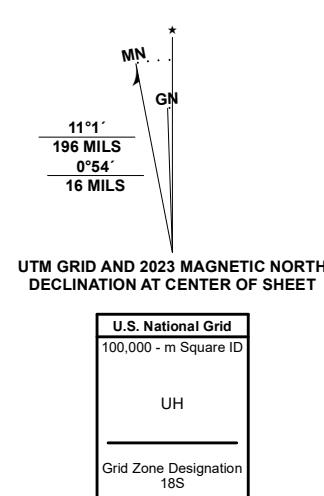 ★
MN
GN
11°1´
196 MILS
0°54´
16 MILS
UTM GRID AND 2023 MAGNETIC NORTH
DECLINATION AT CENTER OF SHEET
U.S. National Grid
100,000 - m Square ID
UH
Grid Zone Designation
18S